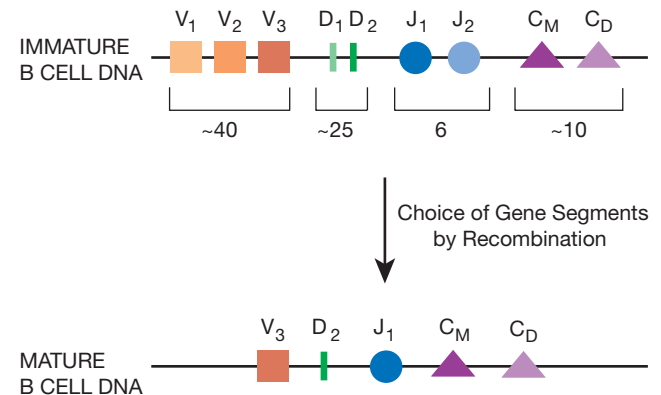 V1 V2 V3 D1 D2 J1 J2 CM CD
IMMATURE
B CELL DNA
~40 ~25 6 ~10
Choice of Gene Segments
by Recombination
V3 D2 J1 CM CD
MATURE
B CELL DNA